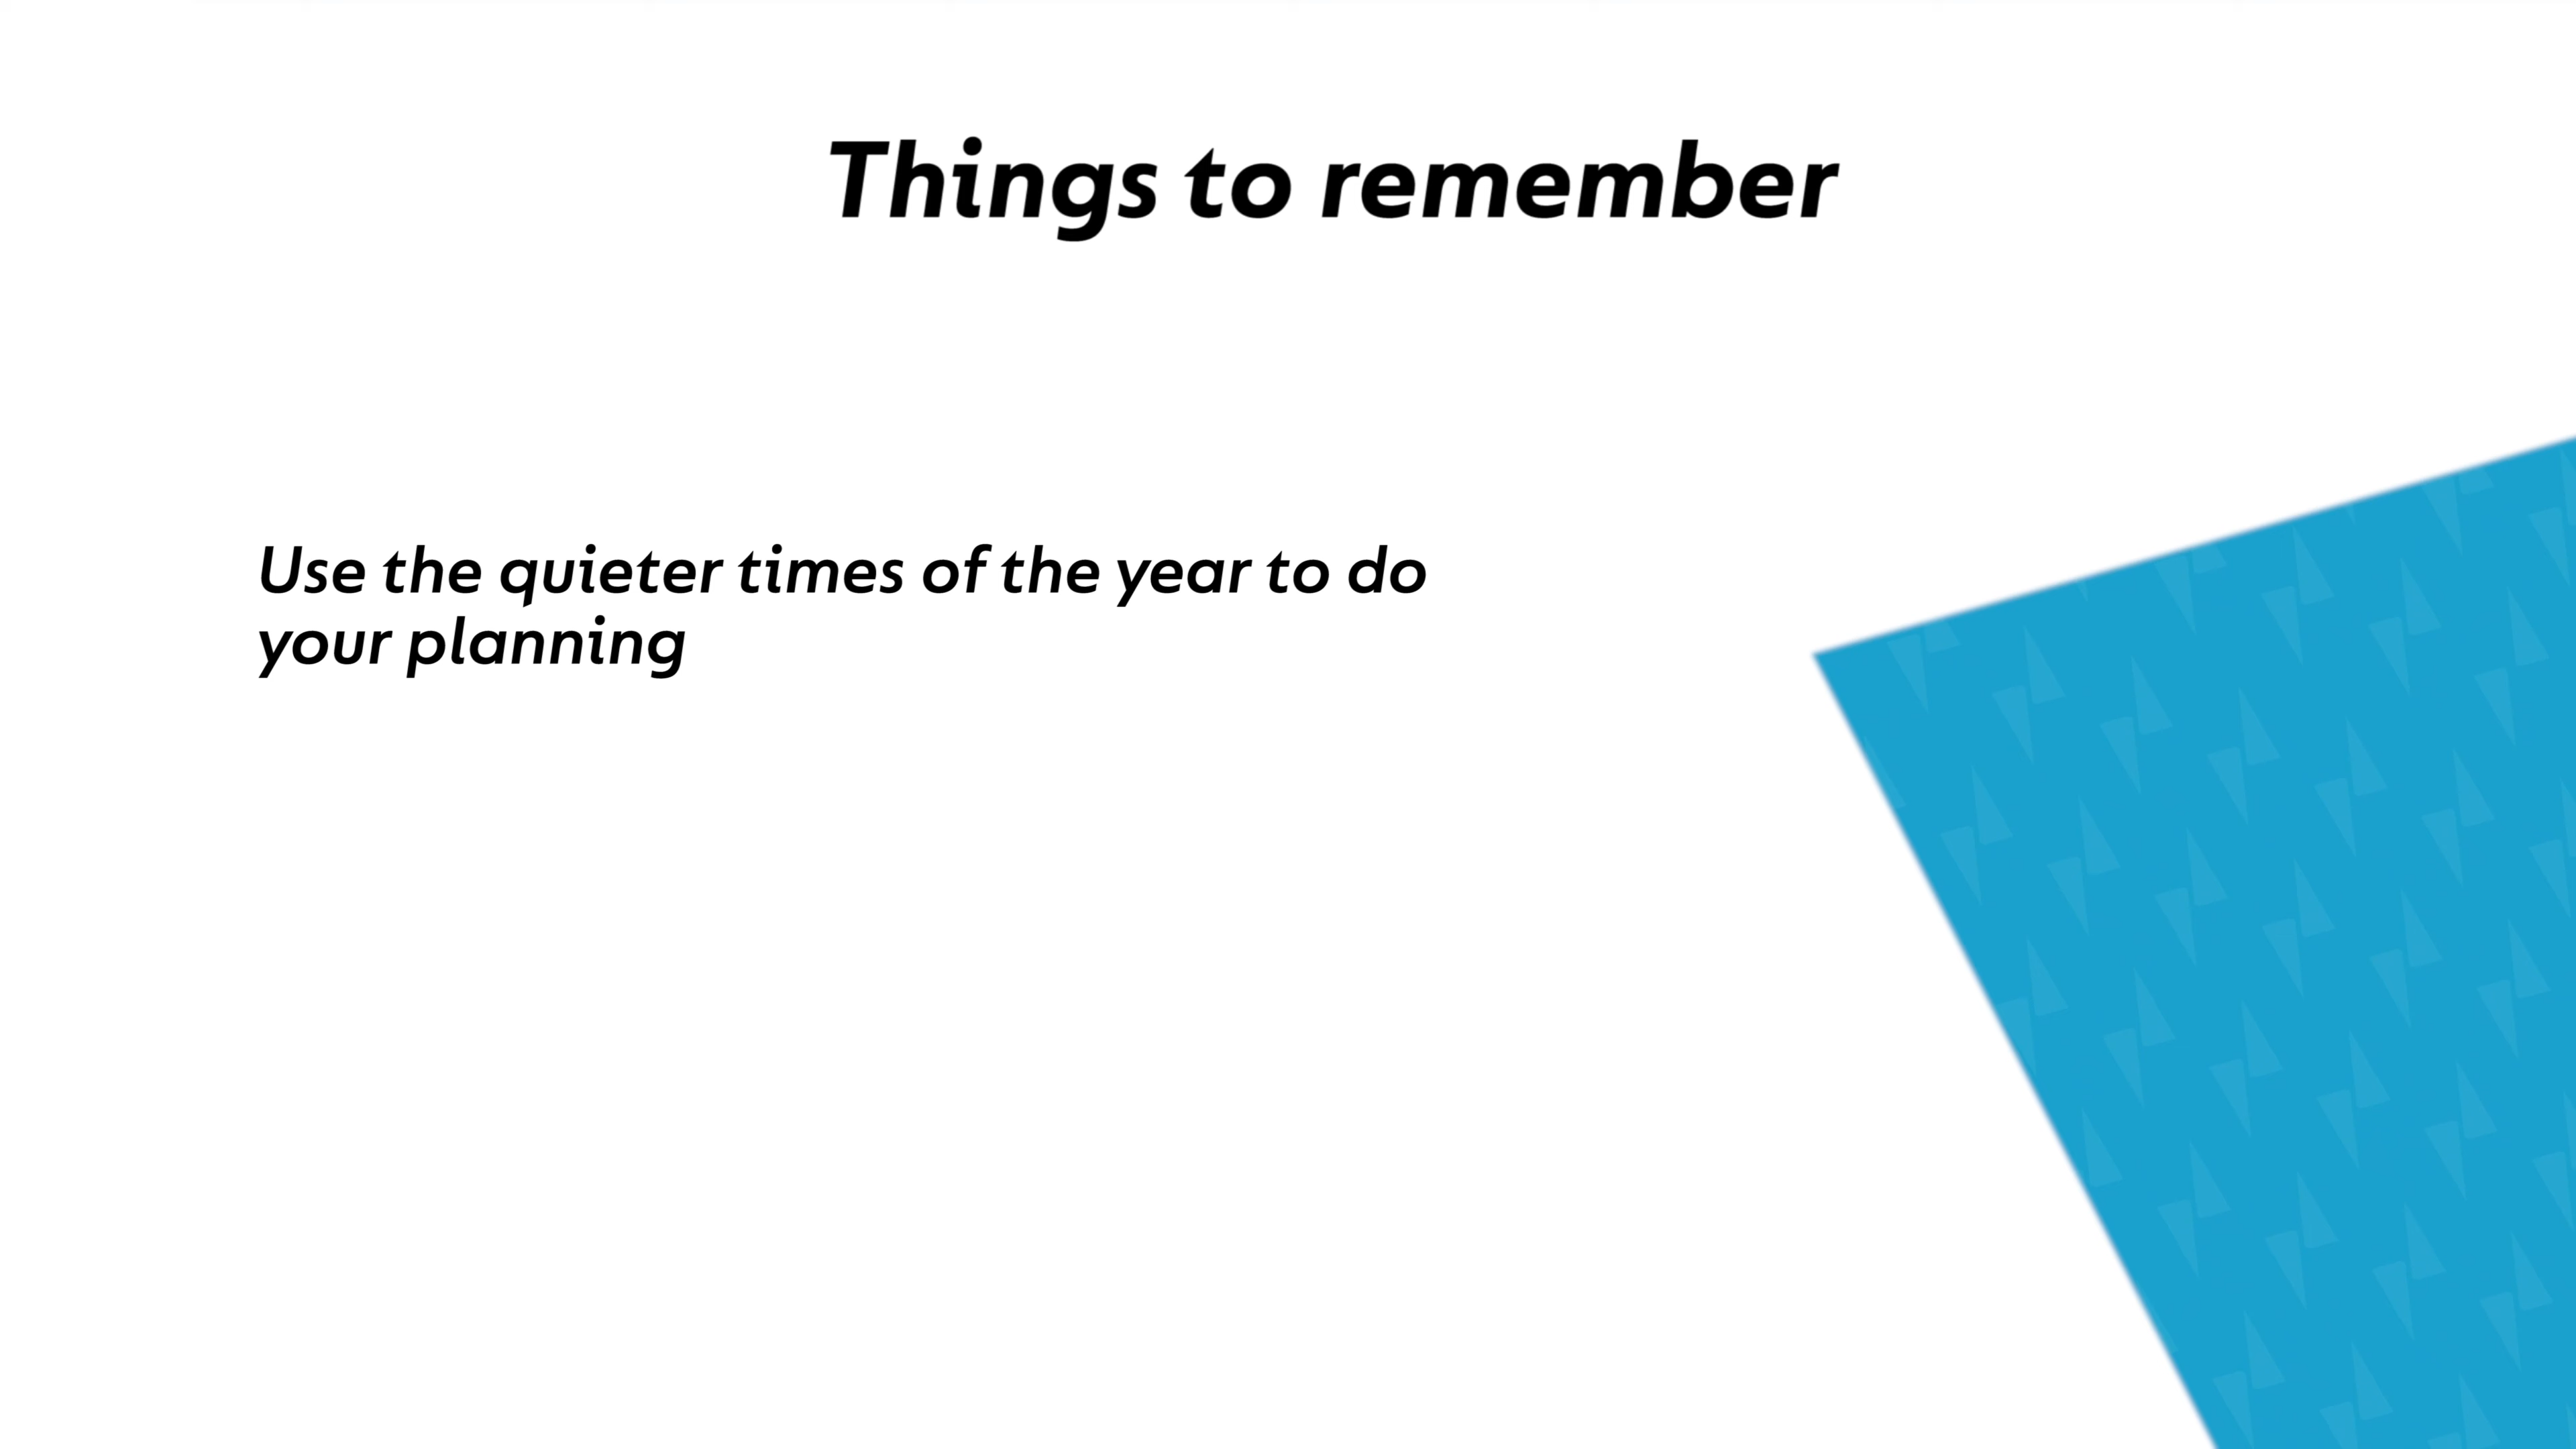 Things to remember
Use the quieter times of the year to do
your planning